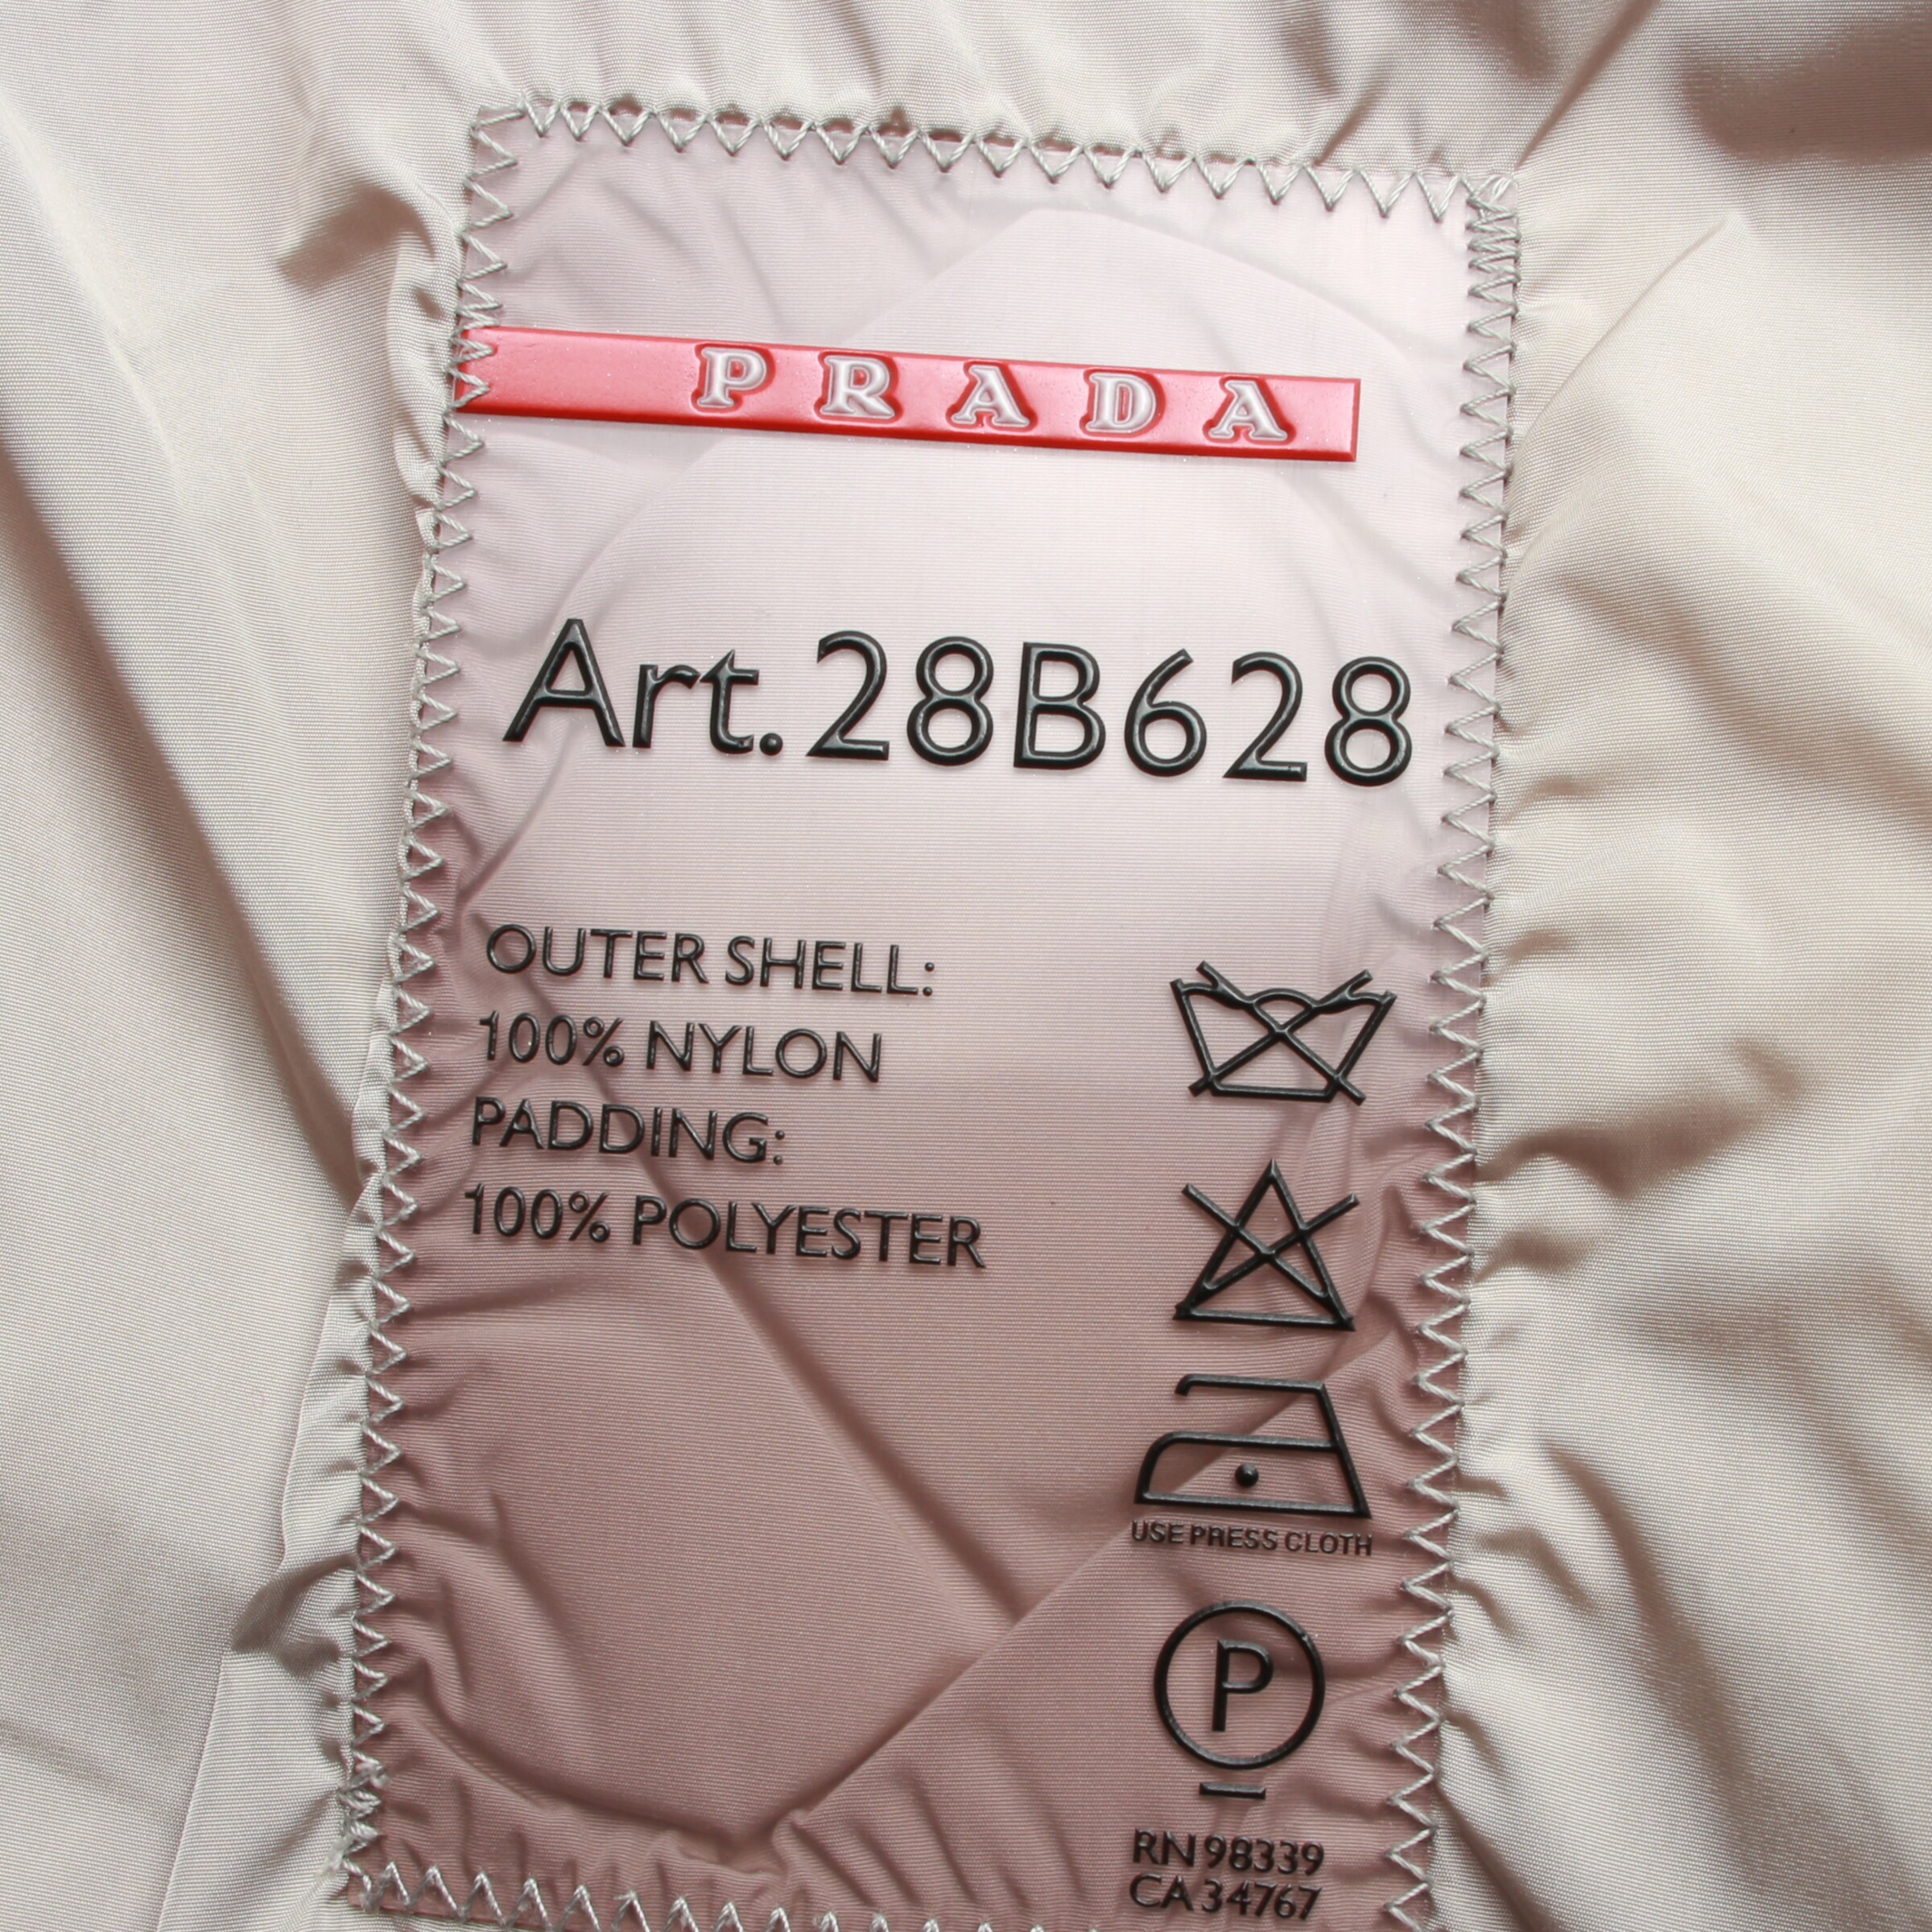 PRADA
Art.28B628
OUTER SHELL:
100% NYLON
PADDING:
100% POLYESTER
USE PRESS CLOTH
P
RN 98339
CA 34767